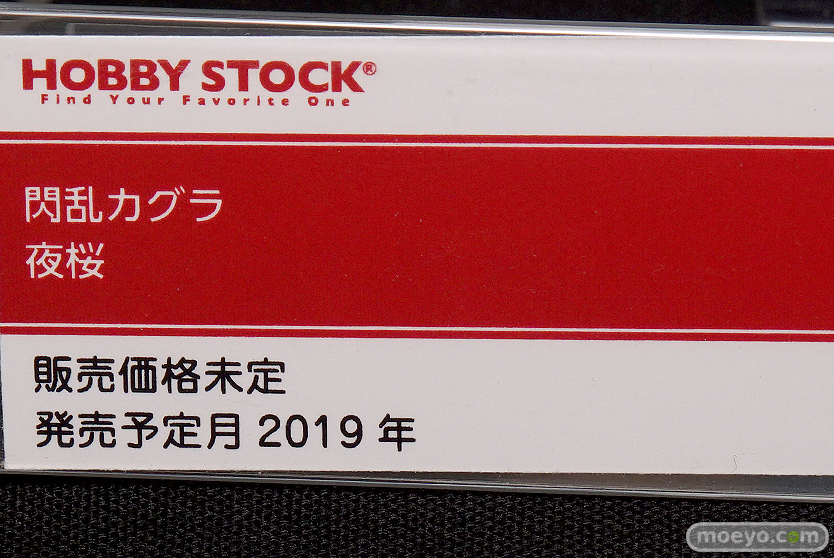 HOBBY STOCK®
Find Your Favorite One
閃乱カグラ
夜桜
販売価格未定
発売予定月 2019 年
moeyo.com